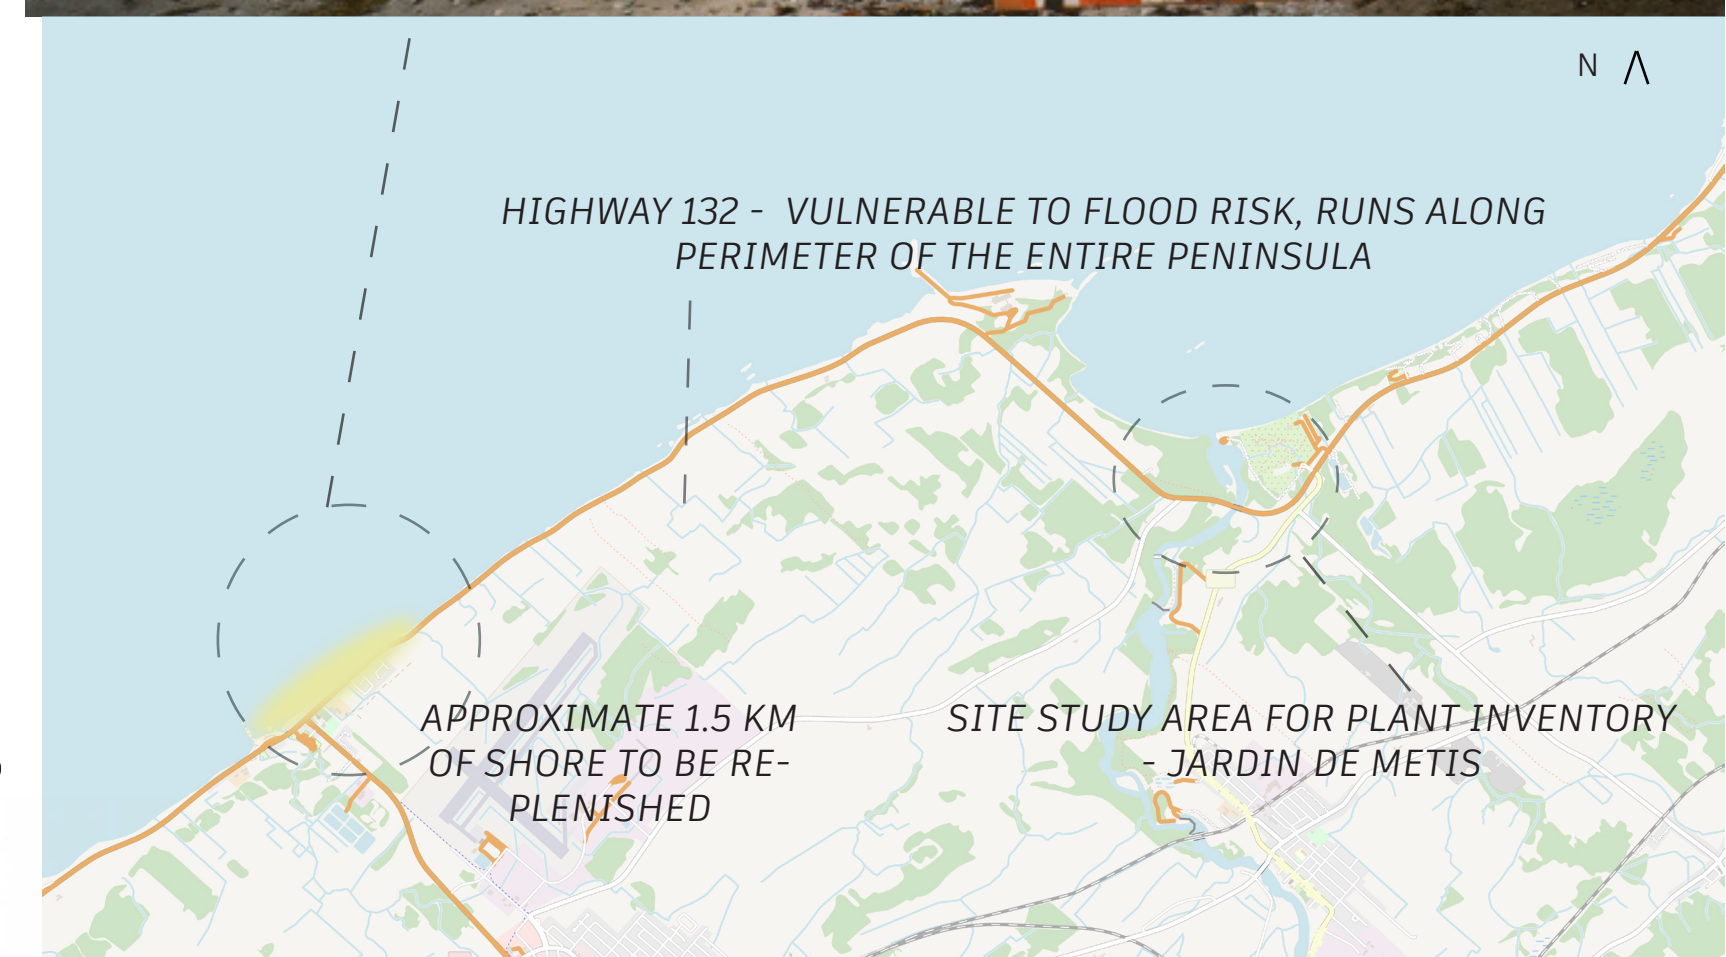 N
HIGHWAY 132 - VULNERABLE TO FLOOD RISK, RUNS ALONG
PERIMETER OF THE ENTIRE PENINSULA
APPROXIMATE 1.5 KM
OF SHORE TO BE RE-
PLENISHED
SITE STUDY AREA FOR PLANT INVENTORY
- JARDIN DE METIS